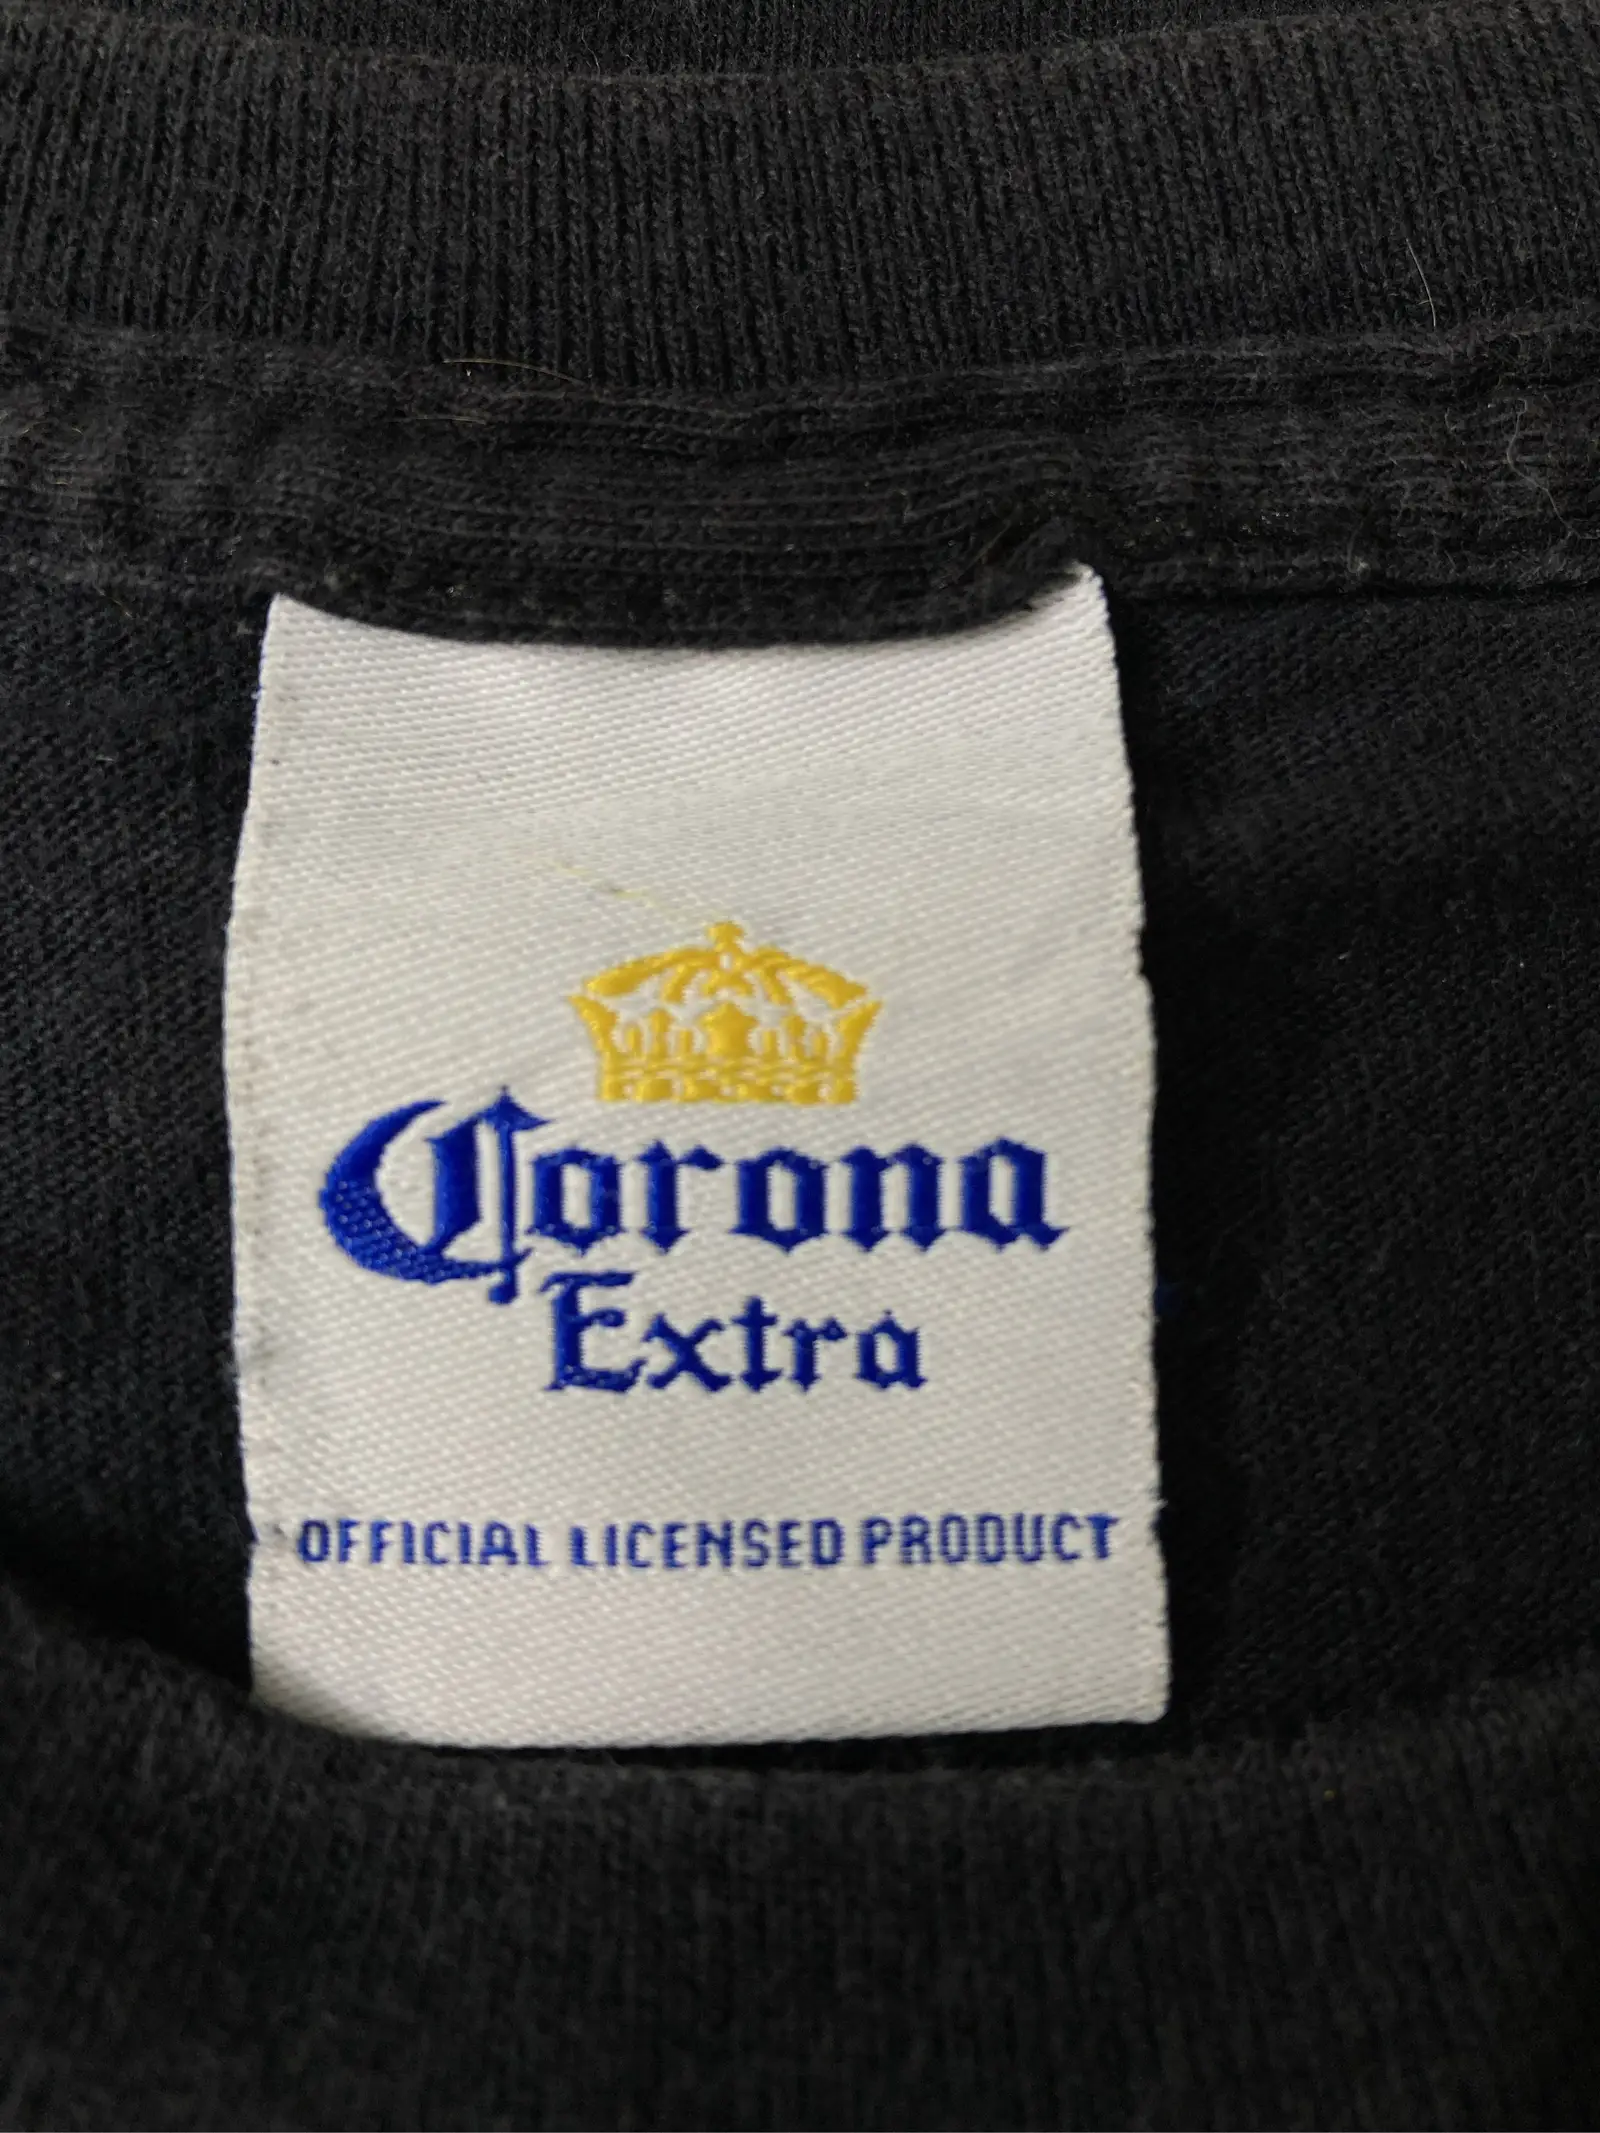 Corona
Extra
OFFICIAL LICENSED PRODUCT